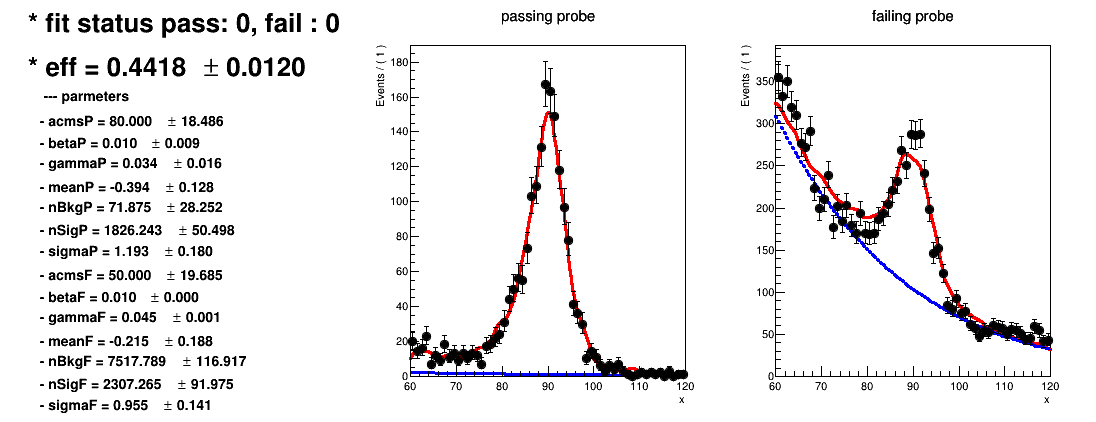 * fit status pass: 0, fail : 0
* eff = 0.4418 ± 0.0120
--- parmeters
- acmsP = 80.000 ± 18.486
- betaP = 0.010 ± 0.009
- gammaP = 0.034 ± 0.016
- meanP = -0.394 ± 0.128
- nBkgP = 71.875 ± 28.252
- nSigP = 1826.243 ± 50.498
- sigmaP = 1.193 ± 0.180
- acmsF = 50.000 ± 19.685
- betaF = 0.010 ± 0.000
- gammaF = 0.045 ± 0.001
- meanF = -0.215 ± 0.188
- nBkgF = 7517.789 ± 116.917
- nSigF = 2307.265 ± 91.975
- sigmaF = 0.955 ± 0.141
passing probe
Events / ( 1 )
180
160
140
120
100
80
60
40
20
0
60 70 80 90 100 110 120
x
failing probe
Events / ( 1 )
350
300
250
200
150
100
50
0
60 70 80 90 100 110 120
x